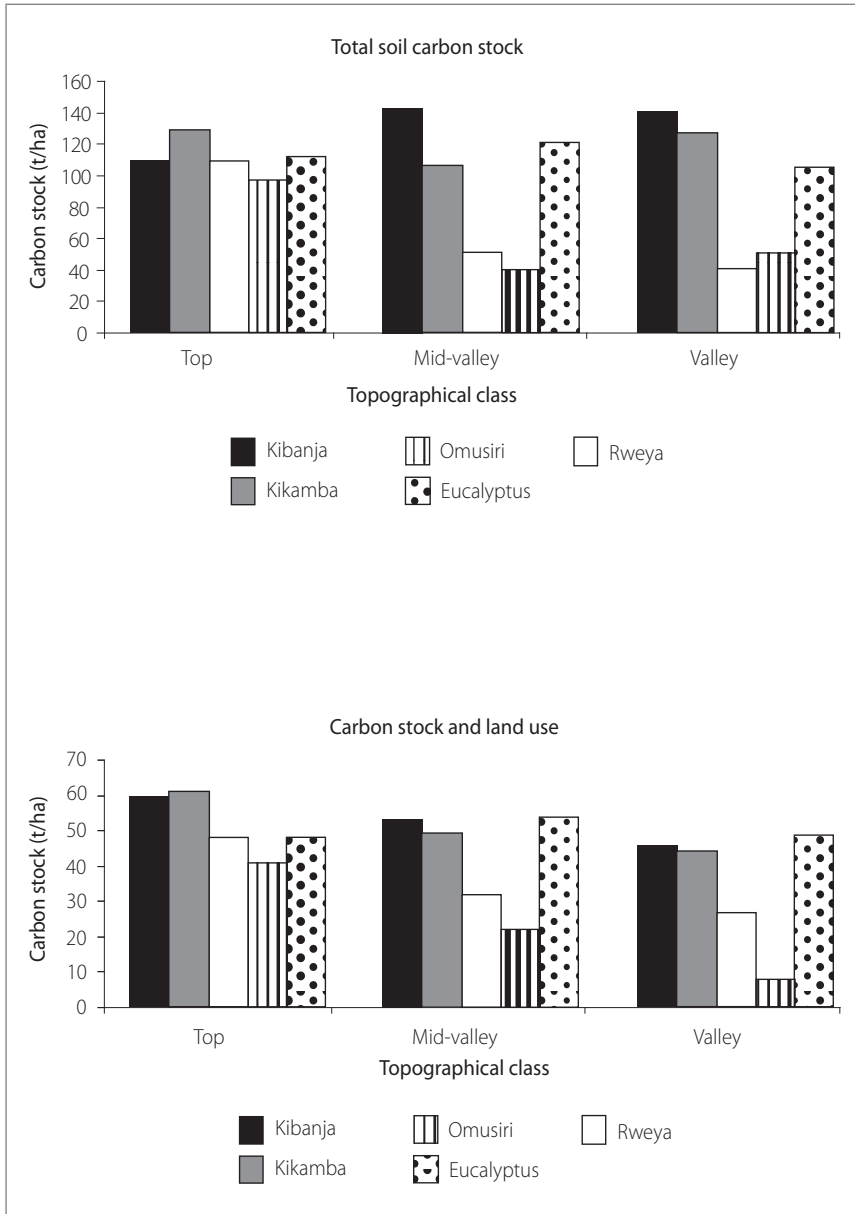 Total soil carbon stock
Carbon stock (t/ha)
160
140
120
100
80
60
40
20
0
Top Mid-valley Valley
Topographical class
Kibanja Omusiri Rweya
Kikamba Eucalyptus
Carbon stock and land use
Carbon stock (t/ha)
70
60
50
40
30
20
10
0
Top Mid-valley Valley
Topographical class
Kibanja Omusiri Rweya
Kikamba Eucalyptus